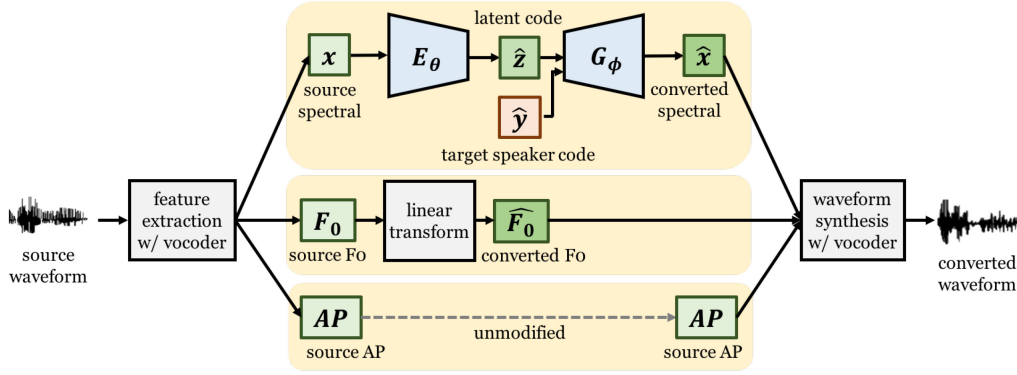 latent code
x
E_θ
ẑ
G_ϕ
x̂
source
spectral
ŷ
converted
spectral
target speaker code
source
waveform
feature
extraction
w/ vocoder
F_0
linear
transform
F̂_0
source F0
converted F0
waveform
synthesis
w/ vocoder
converted
waveform
AP
unmodified
AP
source AP
source AP